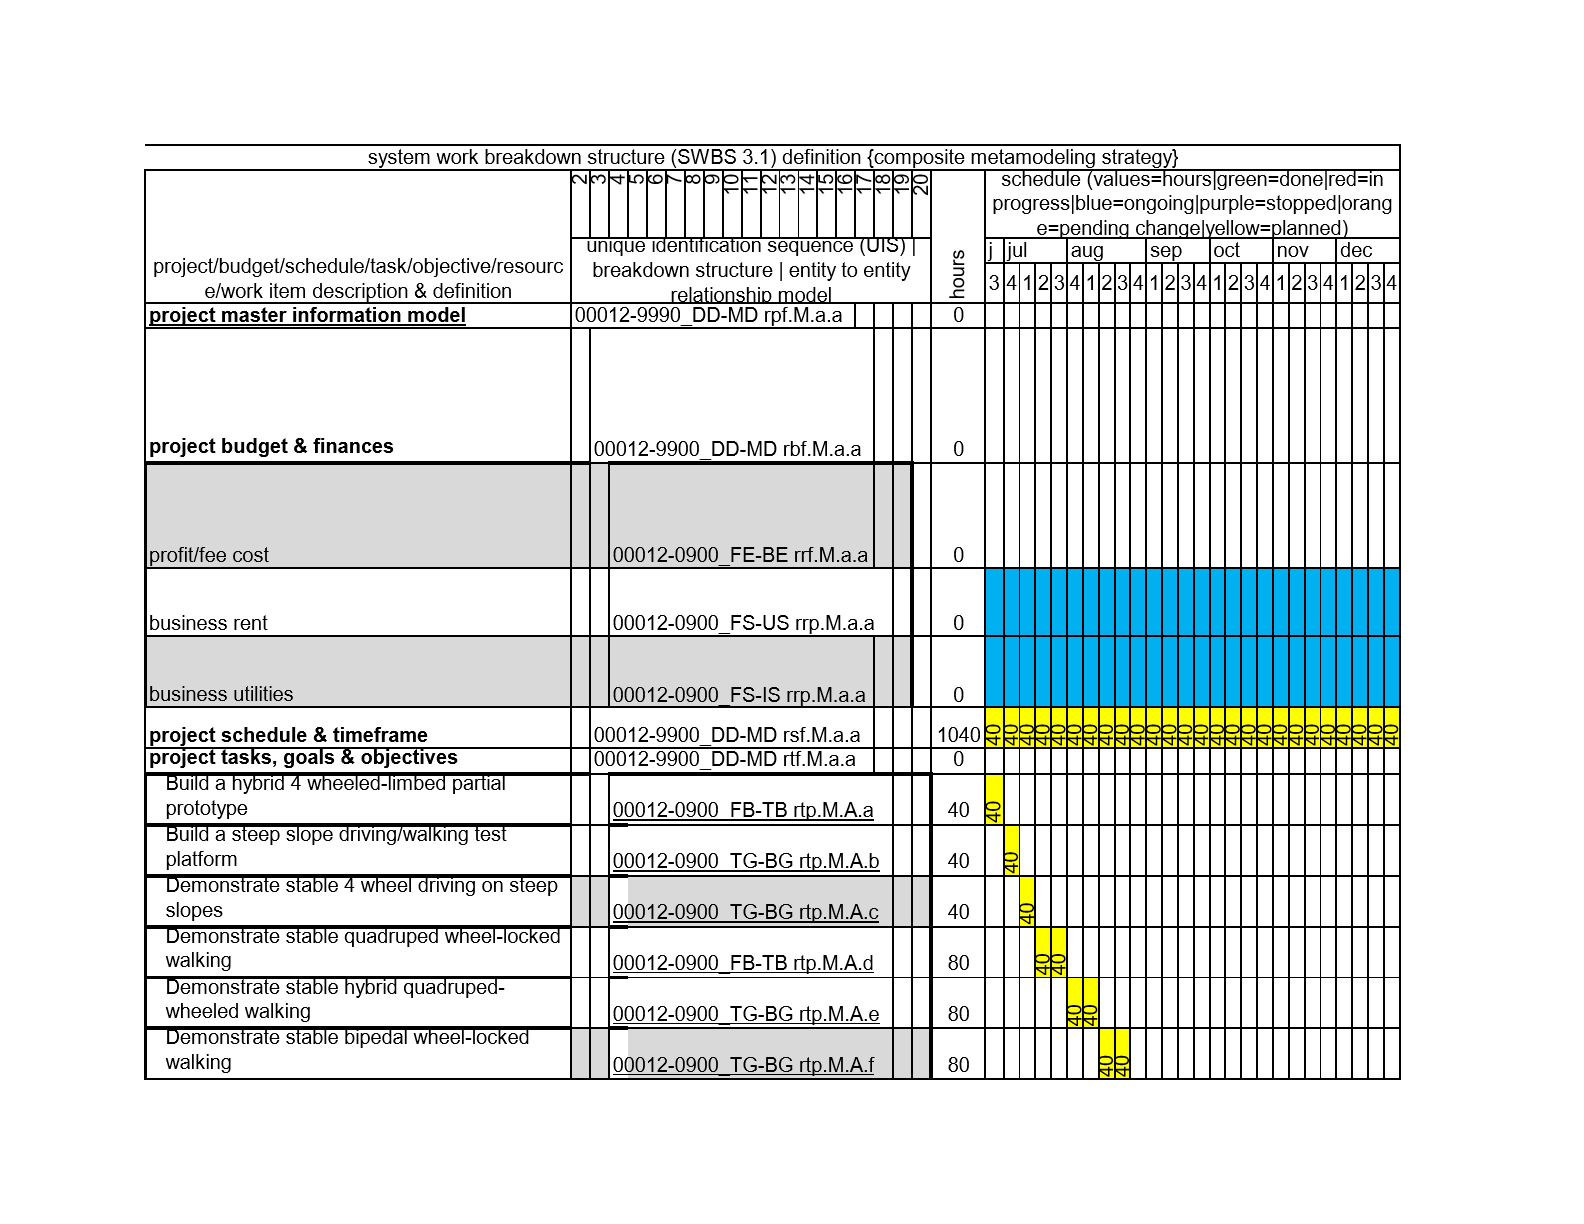 system work breakdown structure (SWBS 3.1) definition {composite metamodeling strategy}
2 3 4 5 6 7 8 9 10 11 12 13 14 15 16 17 18 19 20
schedule (values=hours|green=done|red=in
progress|blue=ongoing|purple=stopped|orang
e=pending change|yellow=planned)
project/budget/schedule/task/objective/resourc
e/work item description & definition
unique identification sequence (UIS) |
breakdown structure | entity to entity
relationship model
hours
j jul aug sep oct nov dec
3 4 1 2 3 4 1 2 3 4 1 2 3 4 1 2 3 4 1 2 3 4 1 2 3 4
project master information model 00012-9990_DD-MD rpf.M.a.a 0
project budget & finances 00012-9900_DD-MD rbf.M.a.a 0
profit/fee cost 00012-0900_FE-BE rrf.M.a.a 0
business rent 00012-0900_FS-US rrp.M.a.a 0
business utilities 00012-0900_FS-IS rrp.M.a.a 0
project schedule & timeframe 00012-9900_DD-MD rsf.M.a.a 1040 40 40 40 40 40 40 40 40 40 40 40 40 40 40 40 40 40 40 40 40 40 40 40 40 40 40
project tasks, goals & objectives 00012-9900_DD-MD rtf.M.a.a 0
Build a hybrid 4 wheeled-limbed partial
prototype 00012-0900_FB-TB rtp.M.A.a 40 40
Build a steep slope driving/walking test
platform 00012-0900_TG-BG rtp.M.A.b 40 40
Demonstrate stable 4 wheel driving on steep
slopes 00012-0900_TG-BG rtp.M.A.c 40 40
Demonstrate stable quadruped wheel-locked
walking 00012-0900_FB-TB rtp.M.A.d 80 40 40
Demonstrate stable hybrid quadruped-
wheeled walking 00012-0900_TG-BG rtp.M.A.e 80 40 40
Demonstrate stable bipedal wheel-locked
walking 00012-0900_TG-BG rtp.M.A.f 80 40 40